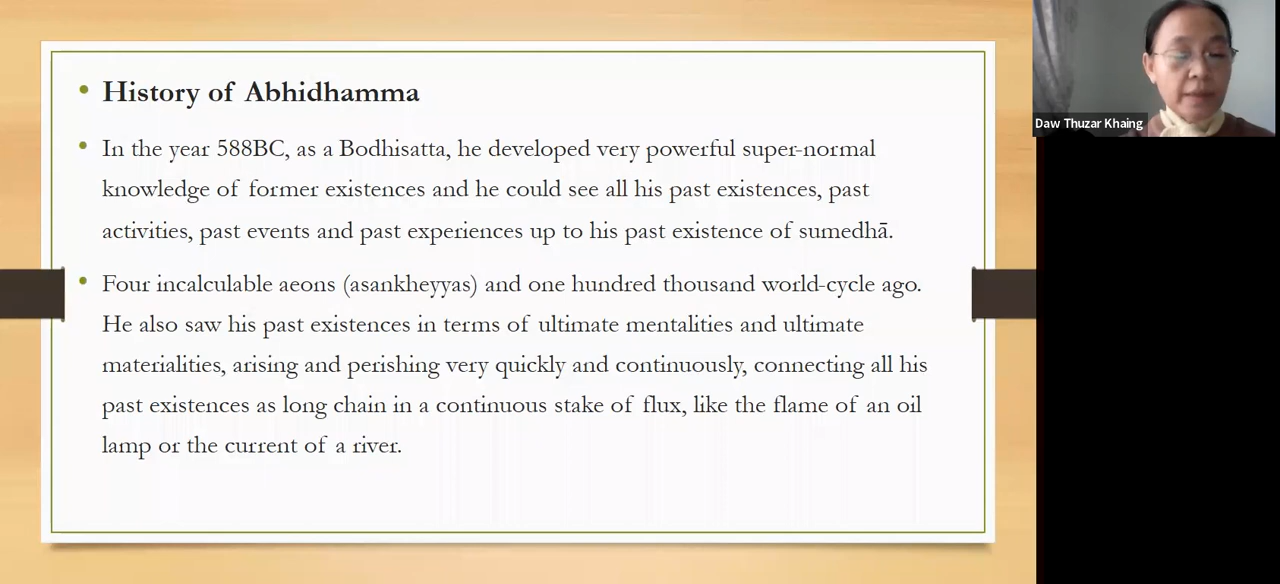 • History of Abhidhamma
• In the year 588BC, as a Bodhisatta, he developed very powerful super-normal
knowledge of former existences and he could see all his past existences, past
activities, past events and past experiences up to his past existence of sumedhā.
• Four incalculable aeons (asankheyyas) and one hundred thousand world-cycle ago.
He also saw his past existences in terms of ultimate mentalities and ultimate
materialities, arising and perishing very quickly and continuously, connecting all his
past existences as long chain in a continuous stake of flux, like the flame of an oil
lamp or the current of a river.
Daw Thuzar Khaing